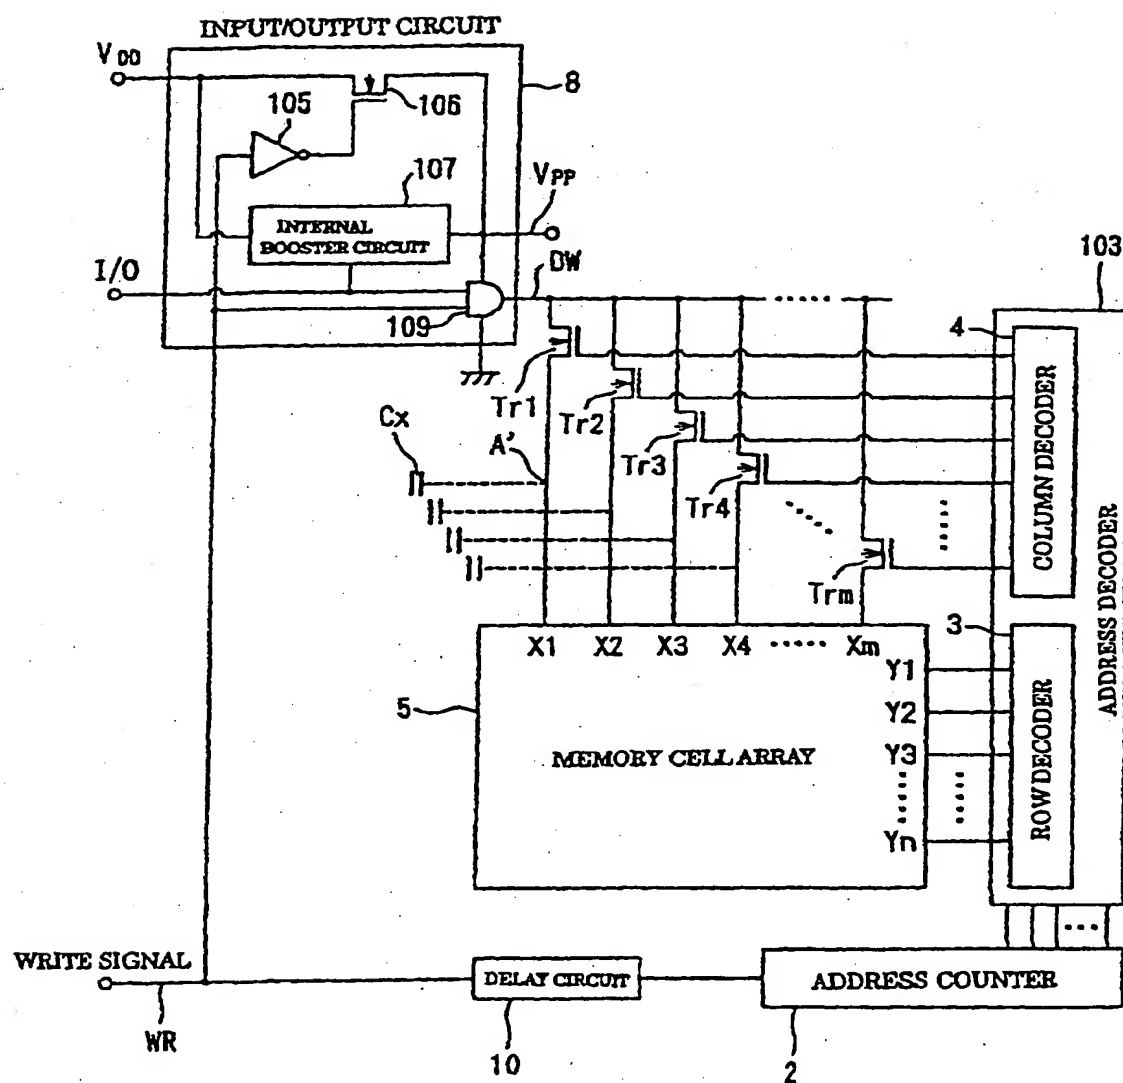 INPUT/OUTPUT CIRCUIT
VDD
8
105
106
107
VPP
INTERNAL
BOOSTER CIRCUIT
I/O
DW
103
109
4
Tr1
Tr2
Cx
A'
Tr3
Tr4
COLUMN DECODER
ADDRESS DECODER
Trm
X1 X2 X3 X4 ····· Xm
3
Y1
5
Y2
MEMORY CELL ARRAY
Y3
ROW DECODER
Yn
WRITE SIGNAL
DELAY CIRCUIT
ADDRESS COUNTER
WR
10
2